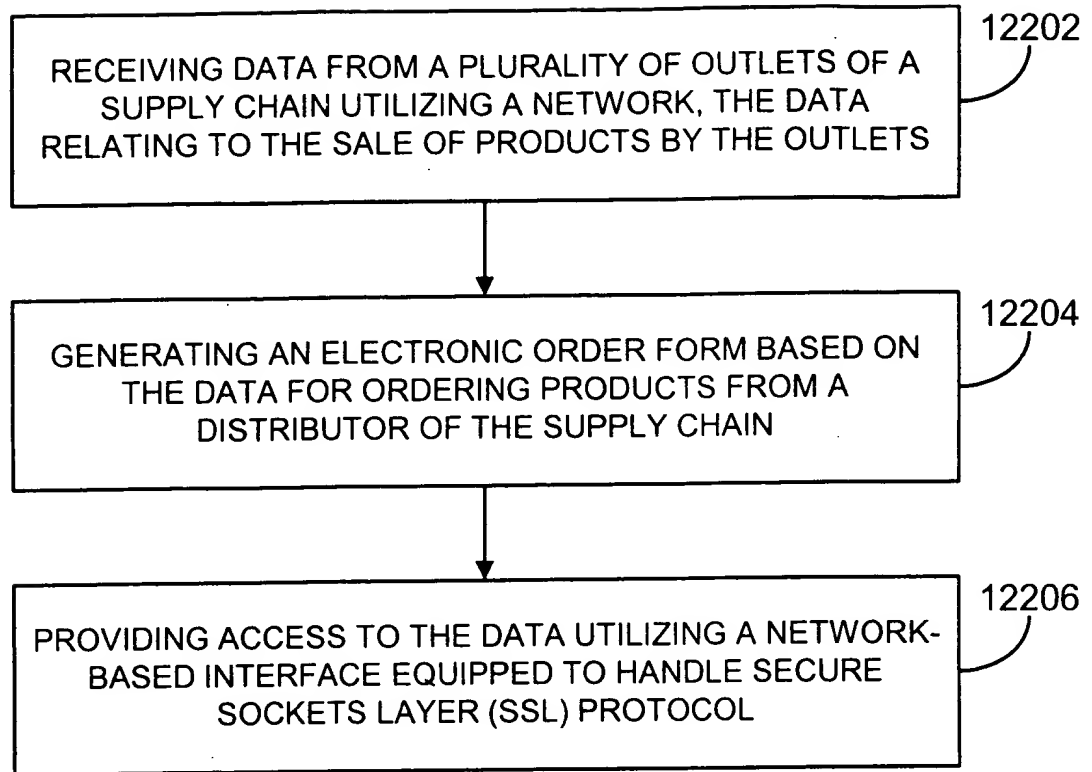 12202
RECEIVING DATA FROM A PLURALITY OF OUTLETS OF A
SUPPLY CHAIN UTILIZING A NETWORK, THE DATA
RELATING TO THE SALE OF PRODUCTS BY THE OUTLETS
12204
GENERATING AN ELECTRONIC ORDER FORM BASED ON
THE DATA FOR ORDERING PRODUCTS FROM A
DISTRIBUTOR OF THE SUPPLY CHAIN
12206
PROVIDING ACCESS TO THE DATA UTILIZING A NETWORK-
BASED INTERFACE EQUIPPED TO HANDLE SECURE
SOCKETS LAYER (SSL) PROTOCOL